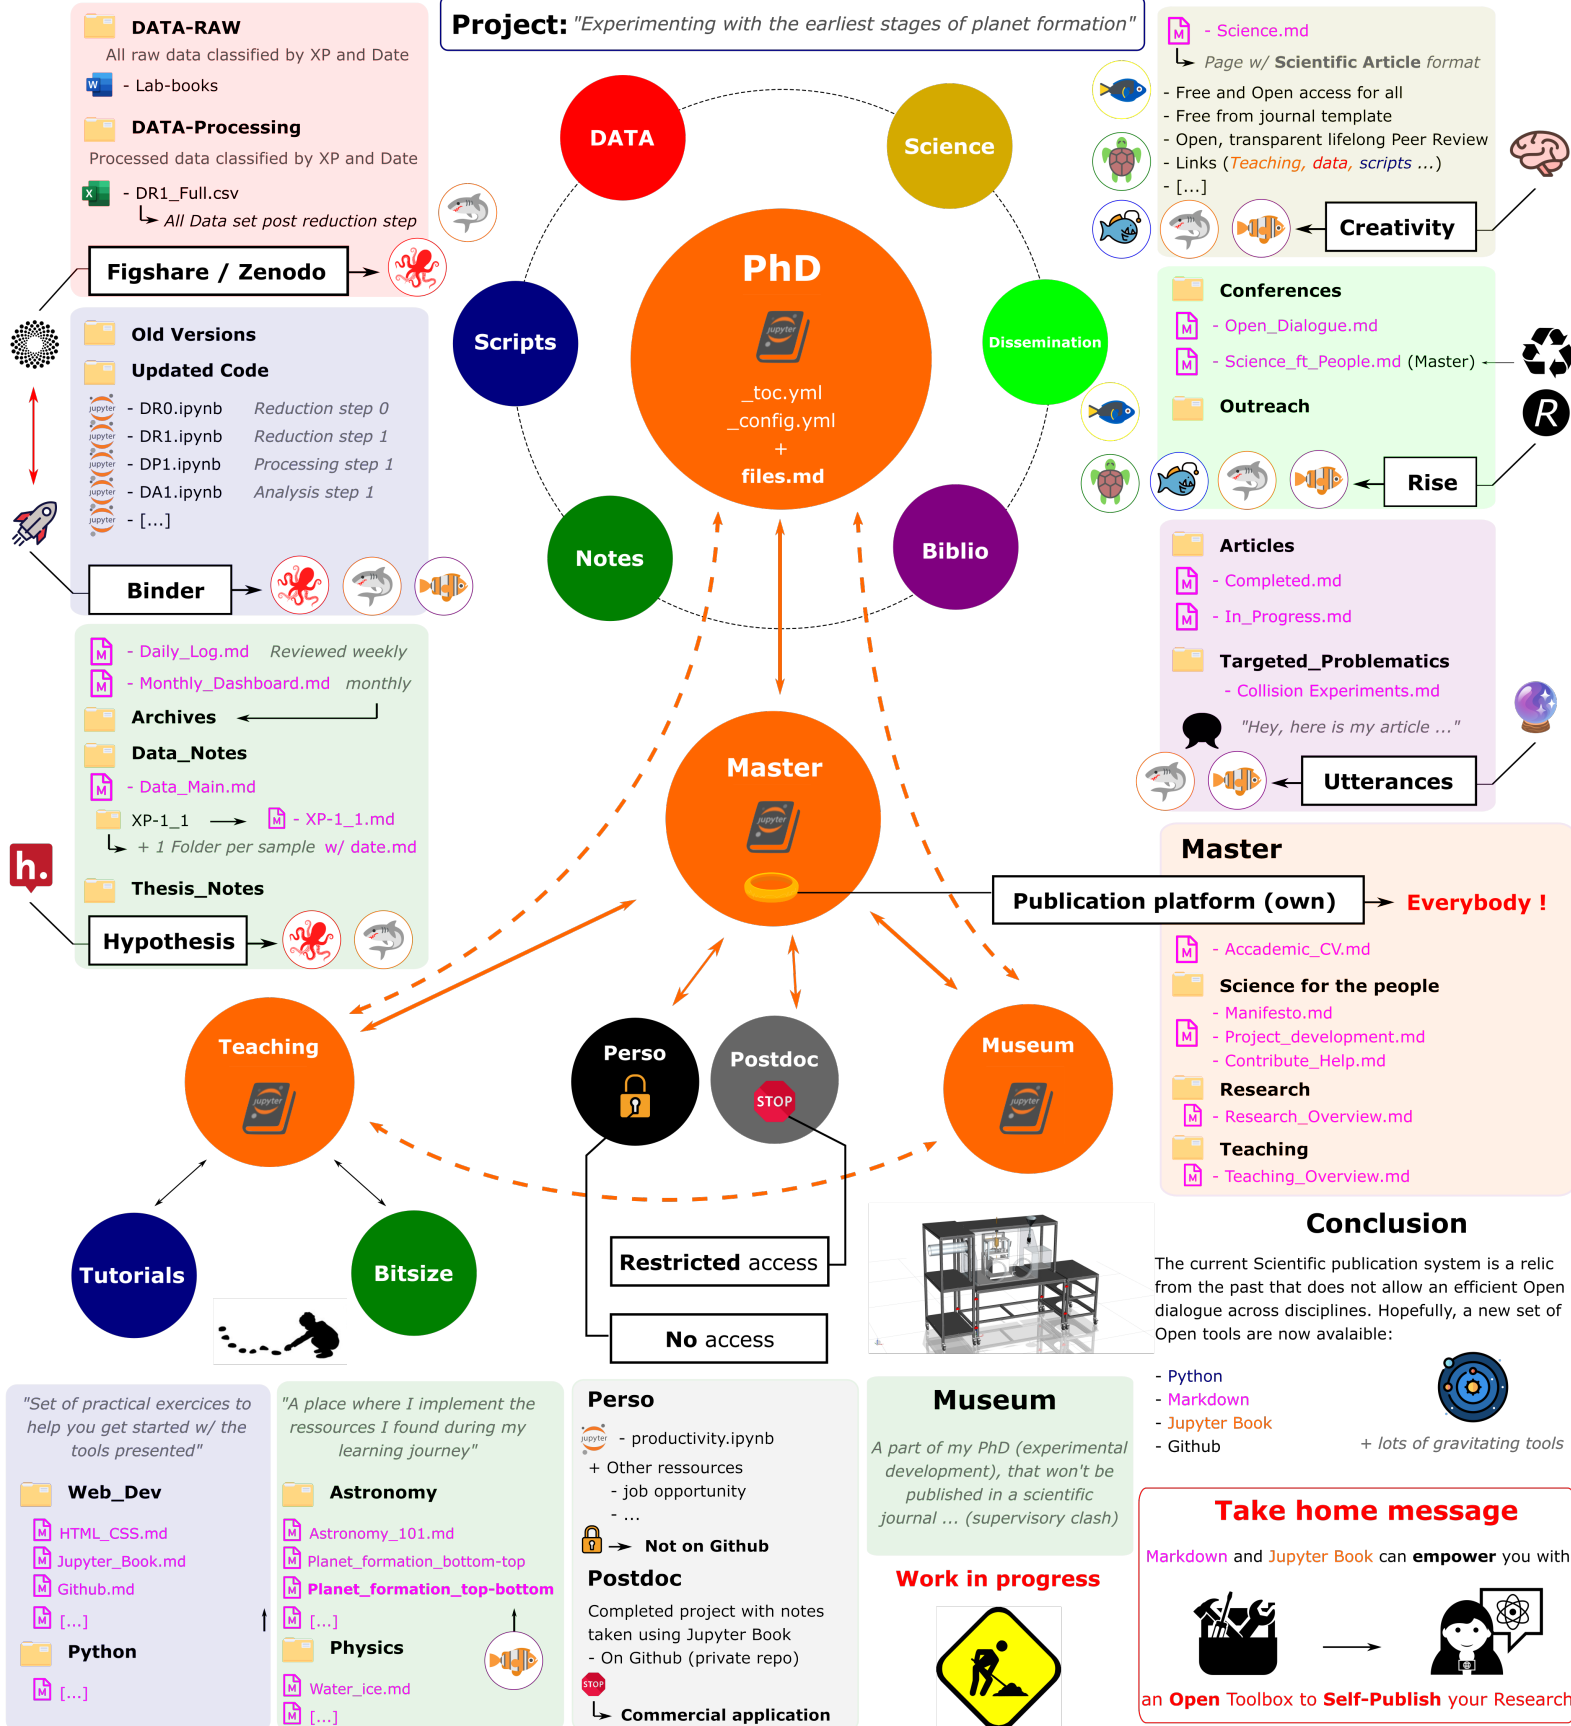 Project: "Experimenting with the earliest stages of planet formation"
DATA-RAW
All raw data classified by XP and Date
W
- Lab-books
DATA-Processing
Processed data classified by XP and Date
X
- DR1_Full.csv
All Data set post reduction step
Figshare / Zenodo
Old Versions
Updated Code
jupyter - DR0.ipynb Reduction step 0
jupyter - DR1.ipynb Reduction step 1
jupyter - DP1.ipynb Processing step 1
jupyter - DA1.ipynb Analysis step 1
jupyter - [...]
Binder
M - Daily_Log.md Reviewed weekly
M - Monthly_Dashboard.md monthly
Archives
Data_Notes
M - Data_Main.md
XP-1_1 M - XP-1_1.md
+ 1 Folder per sample w/ date.md
h.
Thesis_Notes
Hypothesis
DATA
Science
Scripts
Dissemination
Notes
Biblio
PhD
jupyter
_toc.yml
_config.yml
+
files.md
Master
jupyter
M - Science.md
Page w/ Scientific Article format
- Free and Open access for all
- Free from journal template
- Open, transparent lifelong Peer Review
- Links (Teaching, data, scripts ...)
- [...]
Creativity
Conferences
M - Open_Dialogue.md
M - Science_ft_People.md (Master)
Outreach
R
Rise
Articles
M - Completed.md
M - In_Progress.md
Targeted_Problematics
- Collision Experiments.md
"Hey, here is my article ..."
Utterances
Master
Publication platform (own)
Everybody !
M - Accademic_CV.md
Science for the people
- Manifesto.md
M - Project_development.md
- Contribute_Help.md
Research
M - Research_Overview.md
Teaching
M - Teaching_Overview.md
Teaching
jupyter
Perso
Postdoc
STOP
Museum
jupyter
Tutorials
Bitsize
Restricted access
No access
Conclusion
The current Scientific publication system is a relic
from the past that does not allow an efficient Open
dialogue across disciplines. Hopefully, a new set of
Open tools are now avalaible:
- Python
- Markdown
- Jupyter Book
- Github
+ lots of gravitating tools
"Set of practical exercices to
help you get started w/ the
tools presented"
Web_Dev
M HTML_CSS.md
M Jupyter_Book.md
M Github.md
M [...]
Python
M [...]
"A place where I implement the
ressources I found during my
learning journey"
Astronomy
M Astronomy_101.md
M Planet_formation_bottom-top
M Planet_formation_top-bottom
M [...]
Physics
M Water_ice.md
M [...]
Perso
jupyter - productivity.ipynb
+ Other ressources
- job opportunity
- ...
Not on Github
Postdoc
Completed project with notes
taken using Jupyter Book
- On Github (private repo)
STOP
Commercial application
Museum
A part of my PhD (experimental
development), that won't be
published in a scientific
journal ... (supervisory clash)
Work in progress
Take home message
Markdown and Jupyter Book can empower you with
an Open Toolbox to Self-Publish your Research